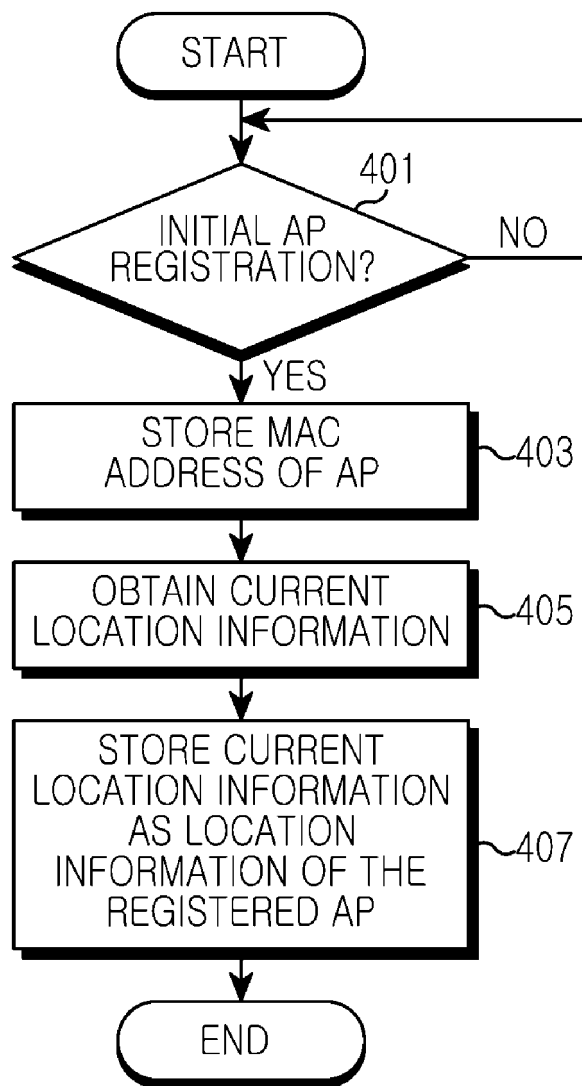 START
401
INITIAL AP
REGISTRATION?
NO
YES
STORE MAC
ADDRESS OF AP
403
OBTAIN CURRENT
LOCATION INFORMATION
405
STORE CURRENT
LOCATION INFORMATION
AS LOCATION
INFORMATION OF THE
REGISTERED AP
407
END